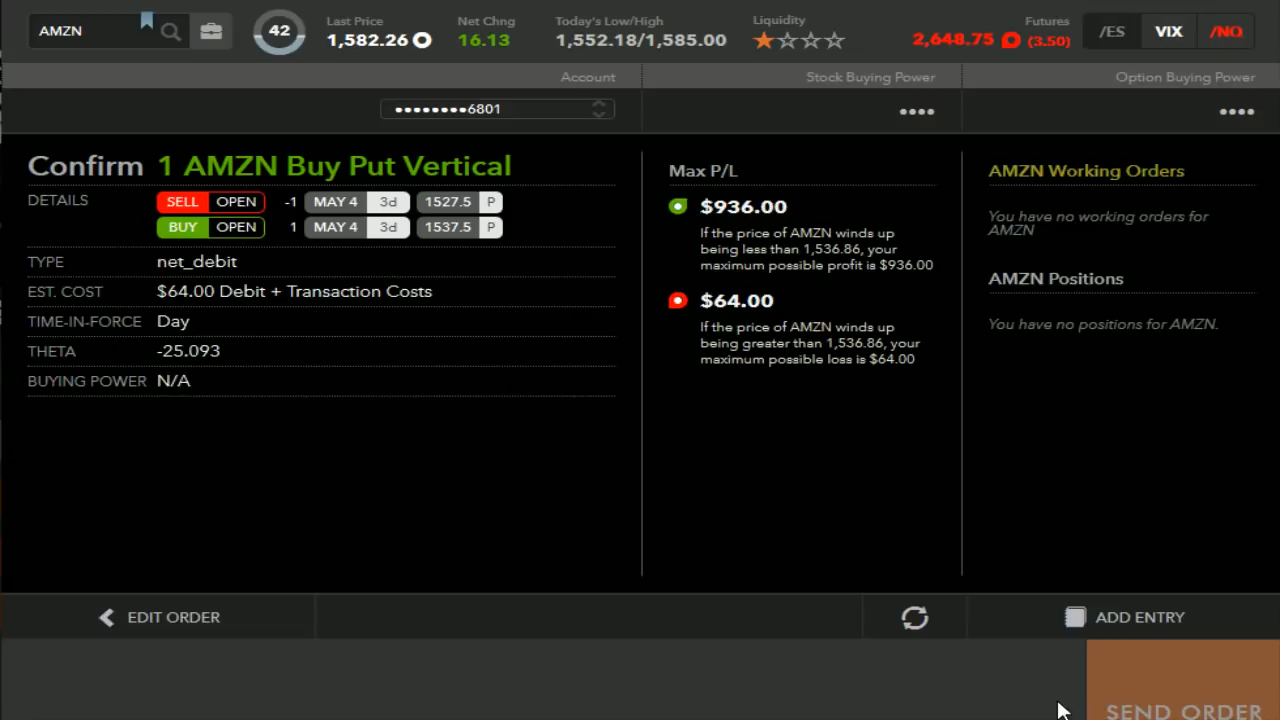 AMZN
42
Last Price
1,582.26
Net Chng
16.13
Today's Low/High
1,552.18/1,585.00
Liquidity
Futures
2,648.75 (3.50)
/ES VIX /NQ
Account
Stock Buying Power
Option Buying Power
••••••••6801
••••
••••
Confirm 1 AMZN Buy Put Vertical
DETAILS
SELL OPEN -1 MAY 4 3d 1527.5 P
BUY OPEN 1 MAY 4 3d 1537.5 P
TYPE net_debit
EST. COST $64.00 Debit + Transaction Costs
TIME-IN-FORCE Day
THETA -25.093
BUYING POWER N/A
Max P/L
$936.00
If the price of AMZN winds up
being less than 1,536.86, your
maximum possible profit is $936.00
$64.00
If the price of AMZN winds up
being greater than 1,536.86, your
maximum possible loss is $64.00
AMZN Working Orders
You have no working orders for
AMZN
AMZN Positions
You have no positions for AMZN.
EDIT ORDER
ADD ENTRY
SEND ORDER